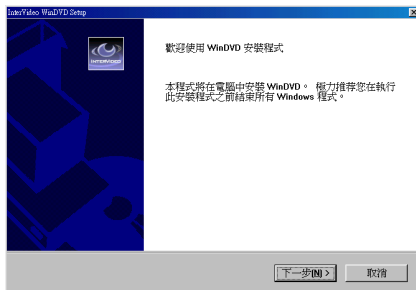 InterVideo WinDVD Setup
INTERVIDEO
歡迎使用 WinDVD 安裝程式
本程式將在電腦中安裝 WinDVD。 極力推荐您在執行
此安裝程式之前結束所有 Windows 程式。
下一步(N) >
取消